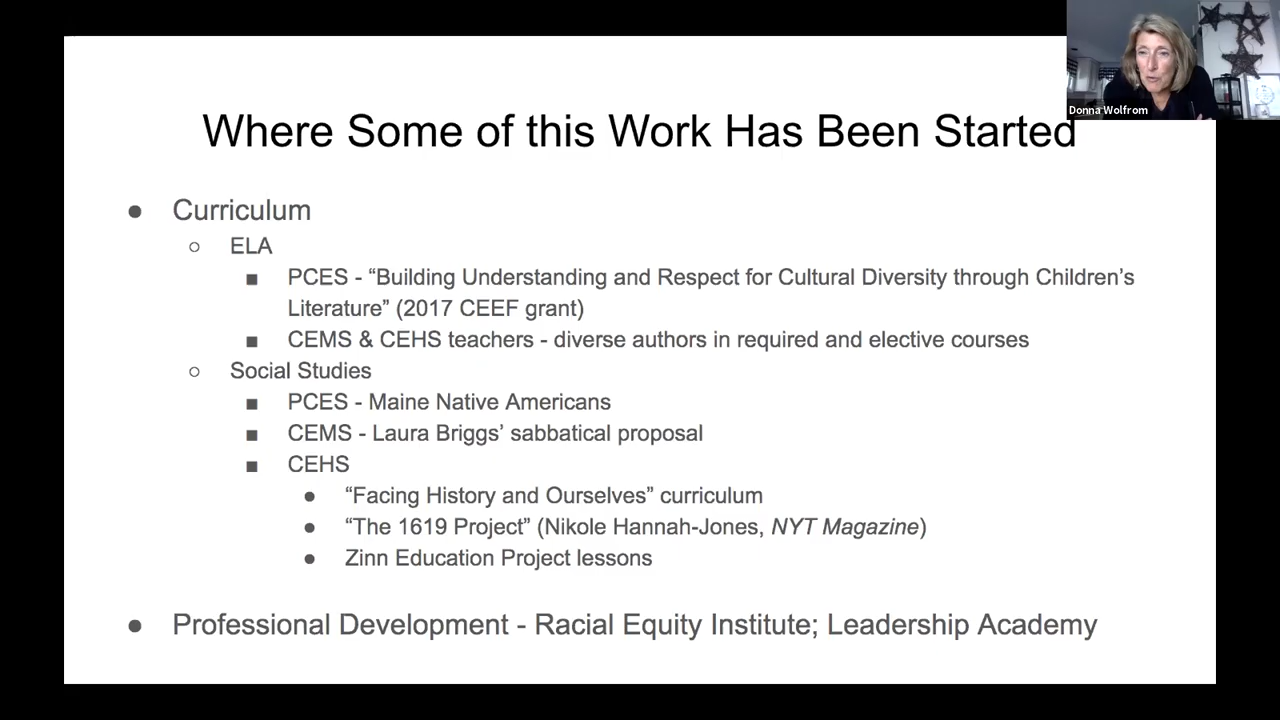 Donna Wolfrom
Where Some of this Work Has Been Started
● Curriculum
○ ELA
■ PCES - “Building Understanding and Respect for Cultural Diversity through Children’s
Literature” (2017 CEEF grant)
■ CEMS & CEHS teachers - diverse authors in required and elective courses
○ Social Studies
■ PCES - Maine Native Americans
■ CEMS - Laura Briggs’ sabbatical proposal
■ CEHS
● “Facing History and Ourselves” curriculum
● “The 1619 Project” (Nikole Hannah-Jones, NYT Magazine)
● Zinn Education Project lessons
● Professional Development - Racial Equity Institute; Leadership Academy